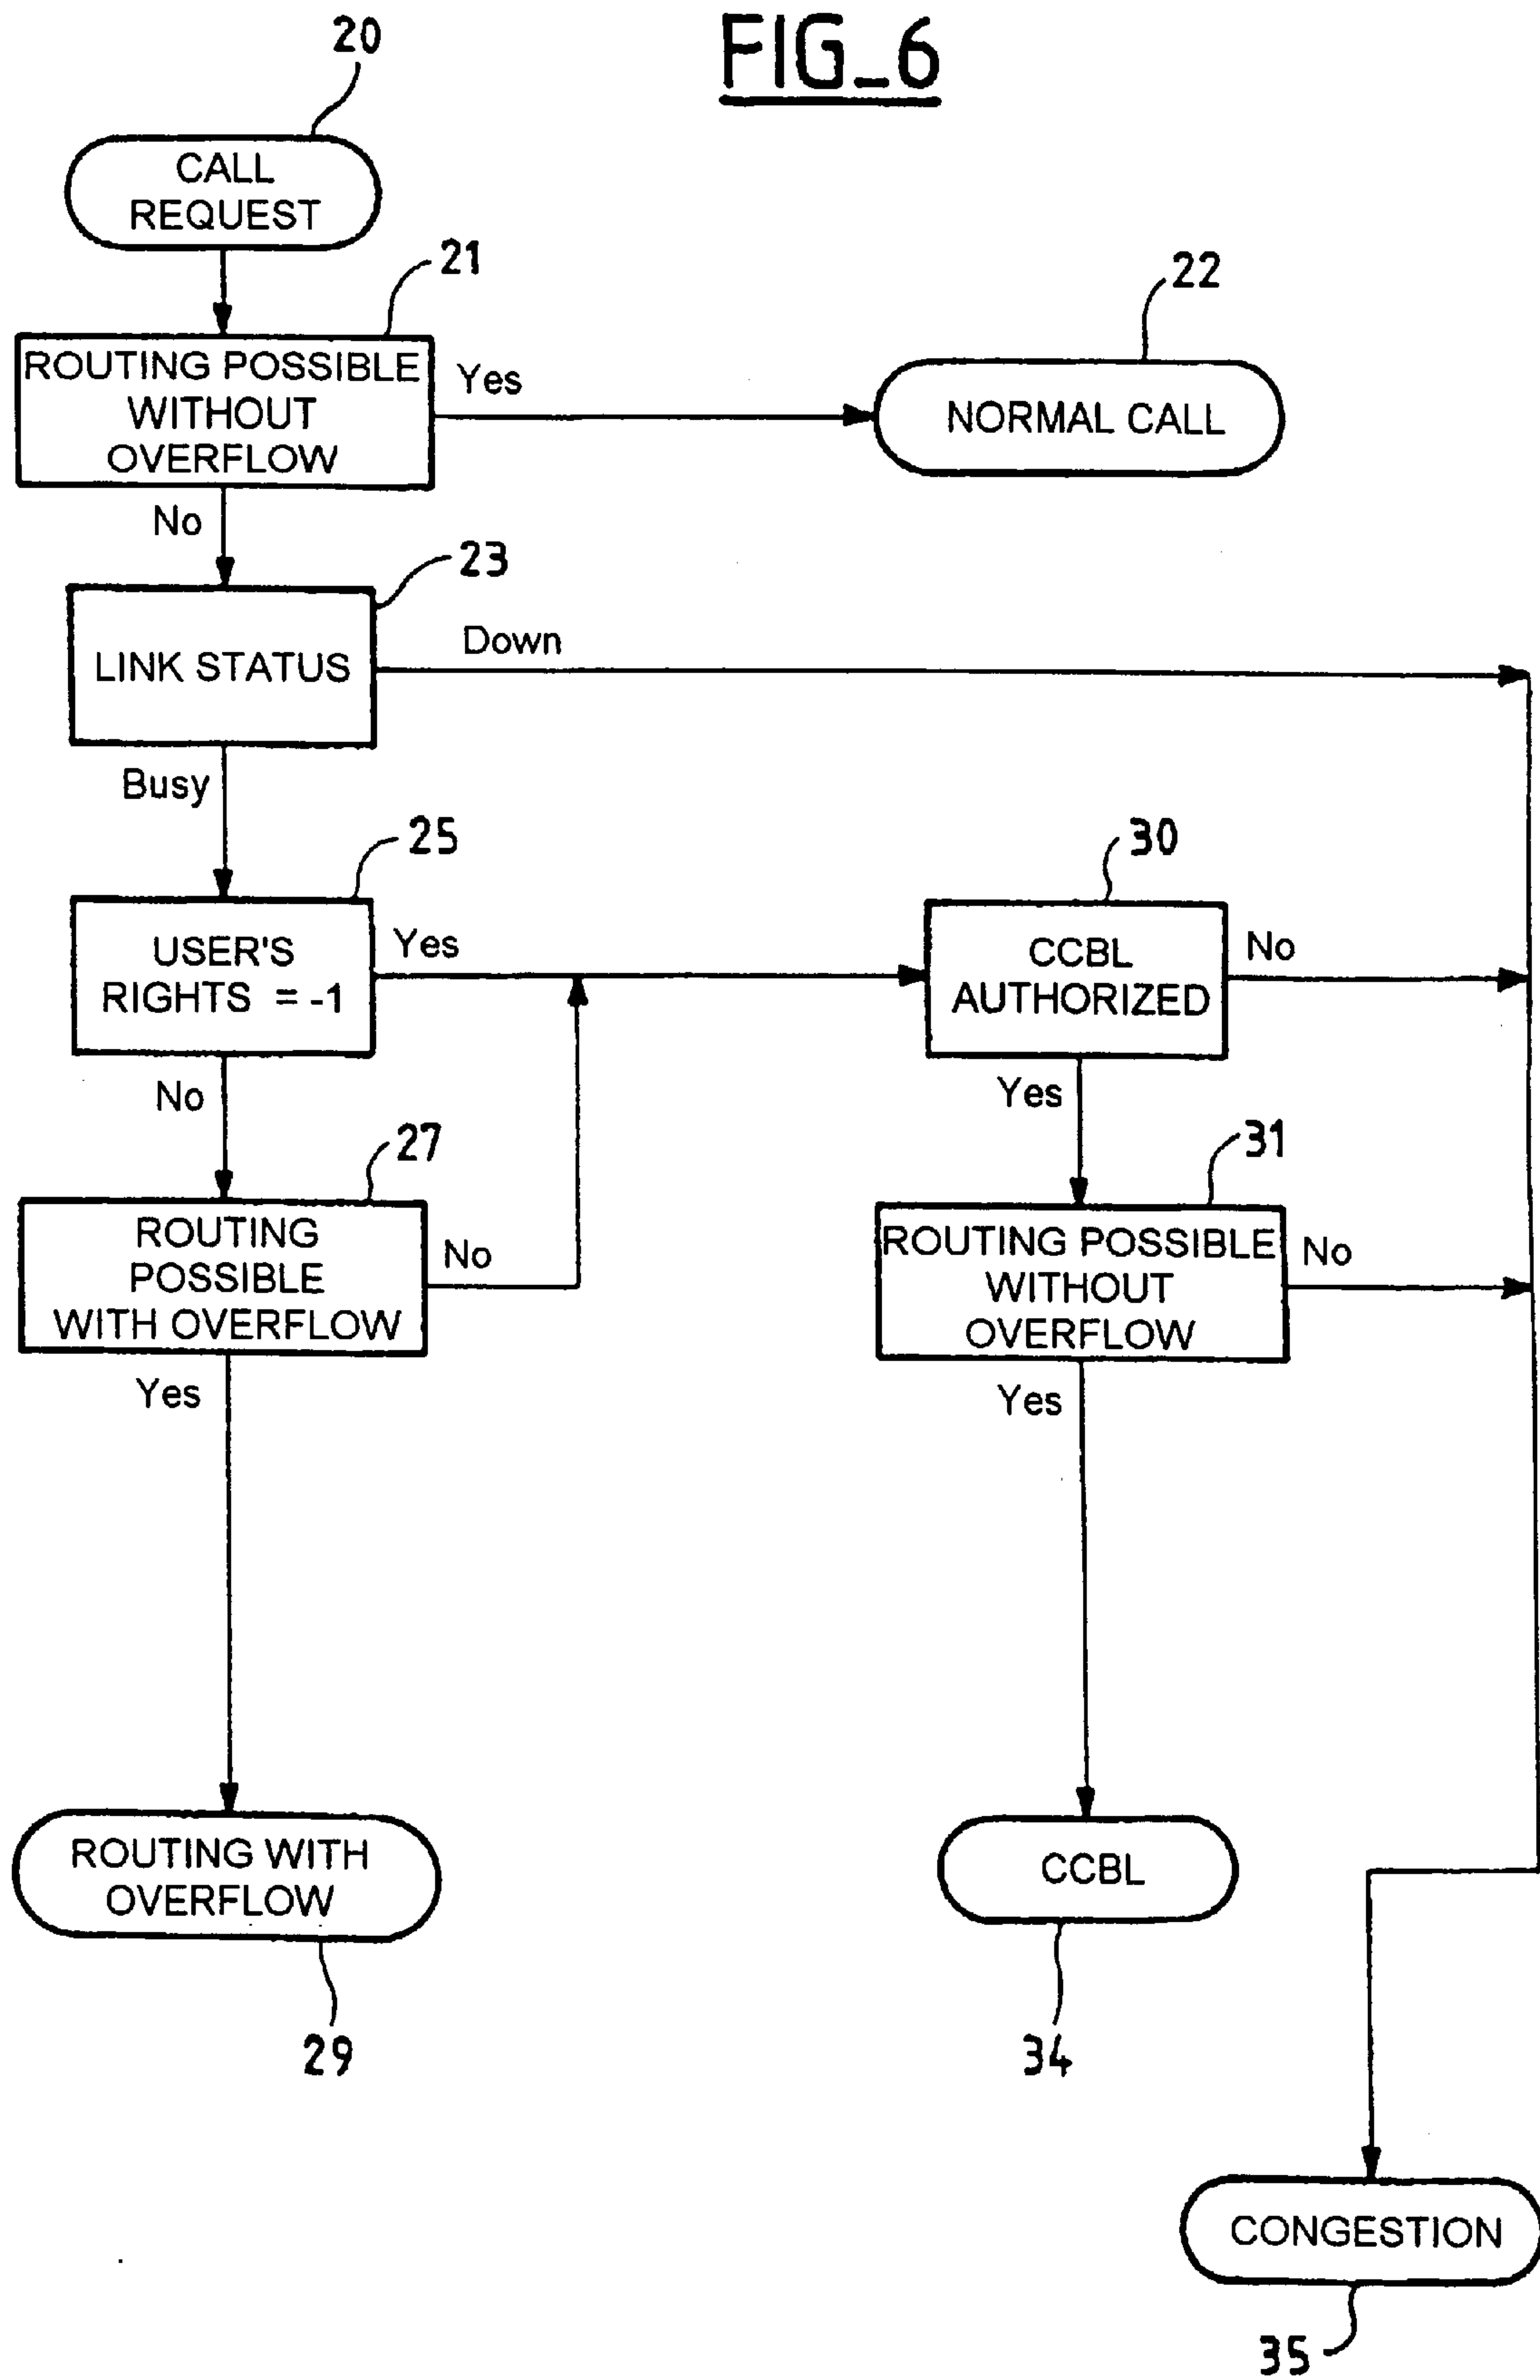 FIG_6
20
CALL
REQUEST
21
ROUTING POSSIBLE
WITHOUT
OVERFLOW
Yes
22
NORMAL CALL
No
23
LINK STATUS
Down
Busy
25
USER'S
RIGHTS = -1
Yes
30
CCBL
AUTHORIZED
No
No
Yes
27
ROUTING
POSSIBLE
WITH OVERFLOW
No
31
ROUTING POSSIBLE
WITHOUT
OVERFLOW
No
Yes
Yes
ROUTING WITH
OVERFLOW
29
CCBL
34
CONGESTION
35